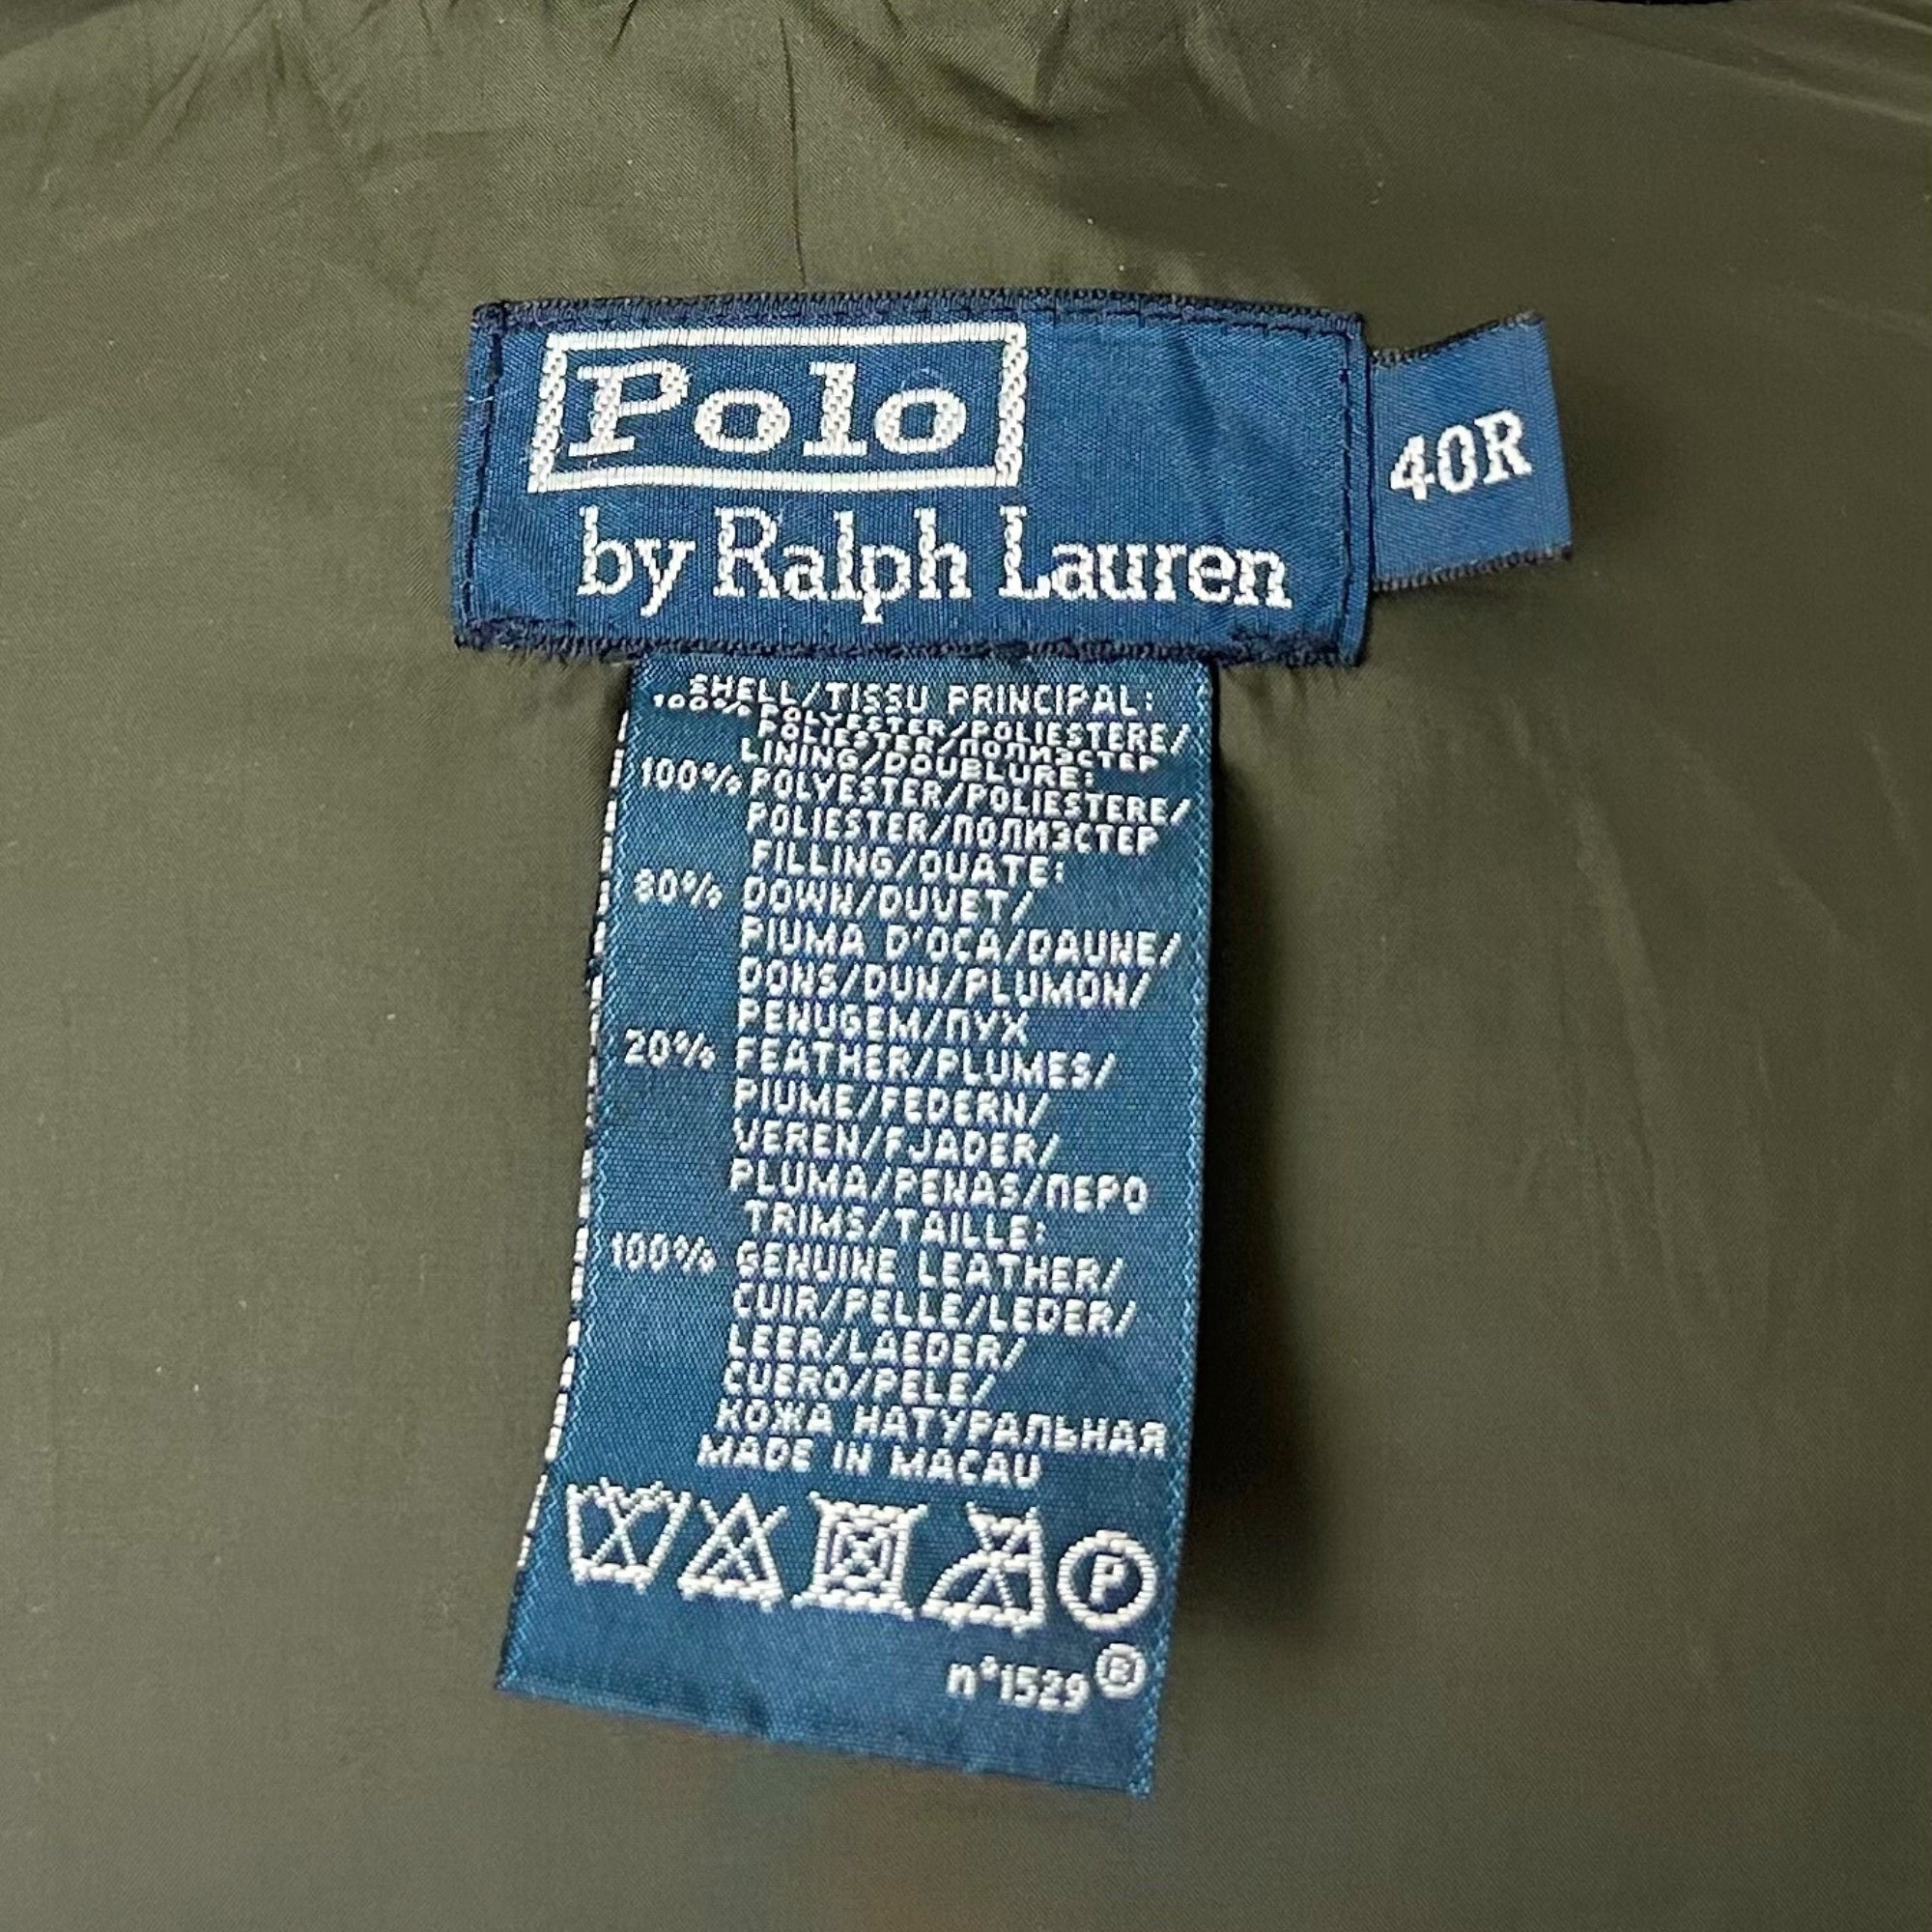 Polo
by Ralph Lauren
40R
SHELL/TISSU PRINCIPAL:
100% POLYESTER/POLIESTERE/
POLIESTER/ПОЛИЭСТЕР
LINING/DOUBLURE:
100% POLYESTER/POLIESTERE/
POLIESTER/ПОЛИЭСТЕР
FILLING/OUATE:
80% DOWN/DUVET/
PIUMA D'OCA/DAUNE/
DONS/DUN/PLUMON/
PENUGEM/ПУХ
20% FEATHER/PLUMES/
PIUME/FEDERN/
VEREN/FJADER/
PLUMA/PENAS/ПЕРО
TRIMS/TAILLE:
100% GENUINE LEATHER/
CUIR/PELLE/LEDER/
LEER/LAEDER/
CUERO/PELE/
КОЖА НАТУРАЛЬНАЯ
MADE IN MACAU
P
n°1529®